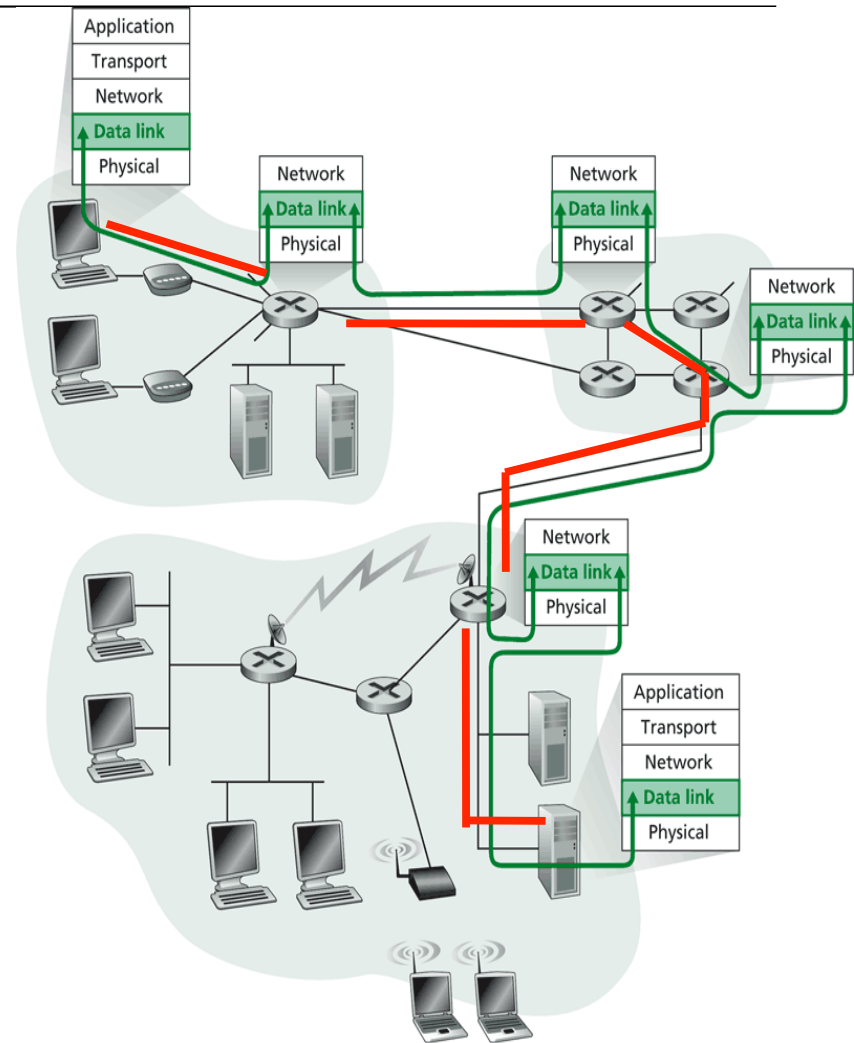 Application
Transport
Network
Data link
Physical
Network
Data link
Physical
Network
Data link
Physical
Network
Data link
Physical
Network
Data link
Physical
Application
Transport
Network
Data link
Physical